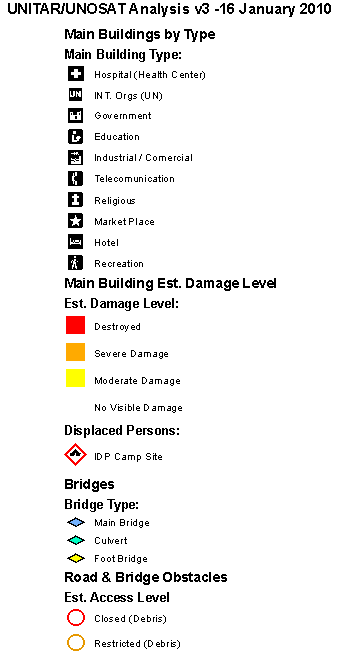 UNITAR/UNOSAT Analysis v3 -16 January 2010
Main Buildings by Type
Main Building Type:
Hospital (Health Center)
UN INT. Orgs (UN)
Government
Education
Industrial / Comercial
Telecomunication
Religious
Market Place
Hotel
Recreation
Main Building Est. Damage Level
Est. Damage Level:
Destroyed
Severe Damage
Moderate Damage
No Visible Damage
Displaced Persons:
IDP Camp Site
Bridges
Bridge Type:
Main Bridge
Culvert
Foot Bridge
Road & Bridge Obstacles
Est. Access Level
Closed (Debris)
Restricted (Debris)